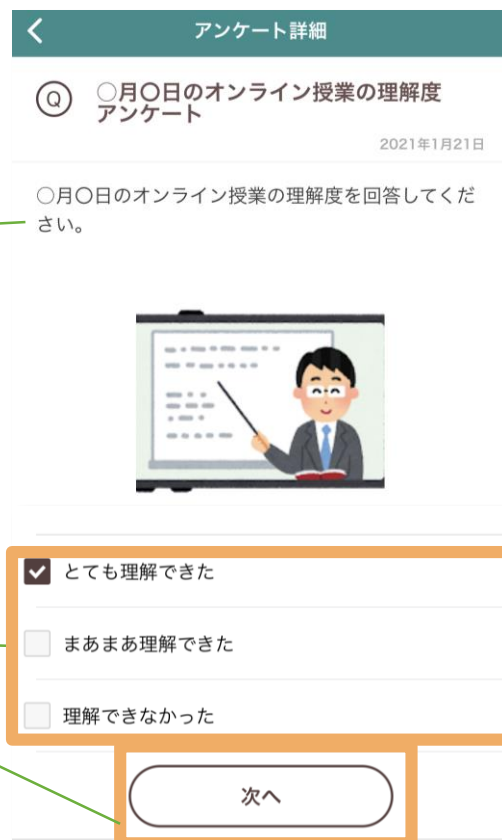 アンケート詳細
Q
○月〇日のオンライン授業の理解度
アンケート
2021年1月21日
○月〇日のオンライン授業の理解度を回答してくだ
さい。
とても理解できた
まあまあ理解できた
理解できなかった
次へ